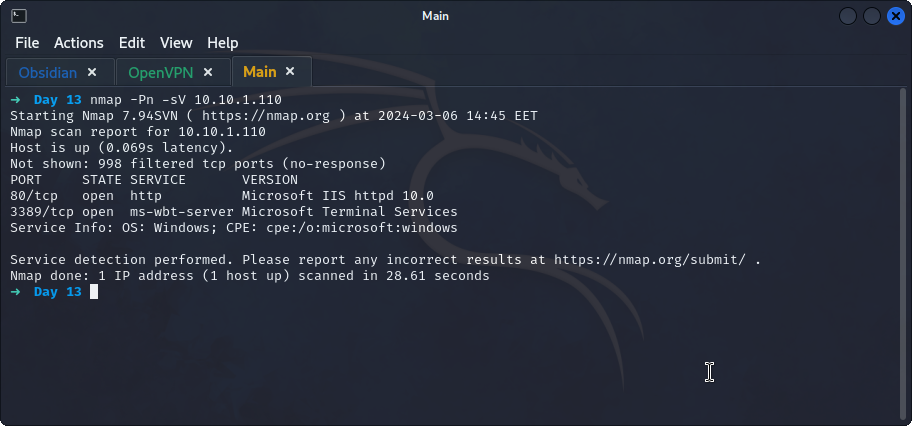 Main
File Actions Edit View Help
Obsidian × OpenVPN × Main ×
→ Day 13 nmap -Pn -sV 10.10.1.110
Starting Nmap 7.94SVN ( https://nmap.org ) at 2024-03-06 14:45 EET
Nmap scan report for 10.10.1.110
Host is up (0.069s latency).
Not shown: 998 filtered tcp ports (no-response)
PORT     STATE SERVICE       VERSION
80/tcp   open  http          Microsoft IIS httpd 10.0
3389/tcp open  ms-wbt-server Microsoft Terminal Services
Service Info: OS: Windows; CPE: cpe:/o:microsoft:windows
Service detection performed. Please report any incorrect results at https://nmap.org/submit/ .
Nmap done: 1 IP address (1 host up) scanned in 28.61 seconds
→ Day 13